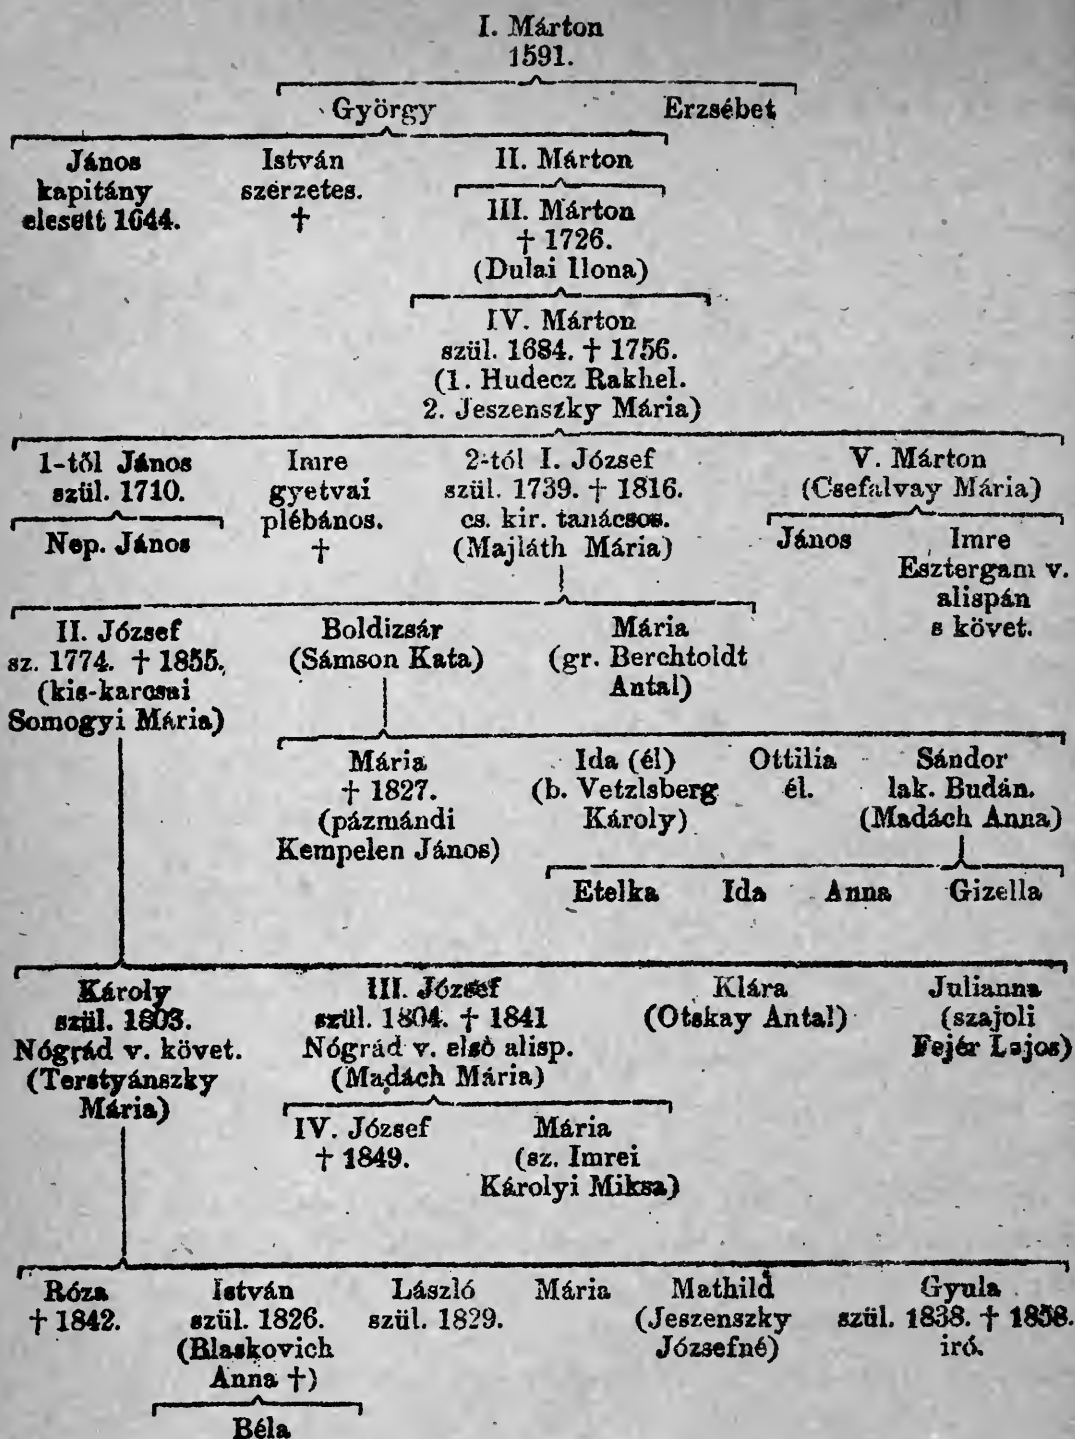 I. Márton
1591.
György Erzsébet
János István II. Márton
kapitány szérzetes.
elesett 1644. †
III. Márton
† 1726.
(Dulai Ilona)
IV. Márton
szül. 1684. † 1756.
(1. Hudecz Rakhel.
2. Jeszenszky Mária)
1-től János Imre 2-tól I. József V. Márton
szül. 1710. gyetvai szül. 1739. † 1816. (Csefalvay Mária)
plébános. cs. kir. tanácsos.
Nep. János † (Majláth Mária) János Imre
Esztergam v.
alispán
s követ.
II. József Boldizsár Mária
sz. 1774. † 1855. (Sámson Kata) (gr. Berchtoldt
(kis-karcsai Antal)
Somogyi Mária)
Mária Ida (él) Ottilia Sándor
† 1827. (b. Vetzlsberg él. lak. Budán.
(pázmándi Károly) (Madách Anna)
Kempelen János)
Etelka Ida Anna Gizella
Károly III. József Klára Julianna
szül. 1803. szül. 1804. † 1841 (Otskay Antal) (szajoli
Nógrád v. követ. Nógrád v. első alisp. Fejér Lajos)
(Terstyánszky (Madách Mária)
Mária)
IV. József Mária
† 1849. (sz. Imrei
Károlyi Miksa)
Róza István László Mária Mathild Gyula
† 1842. szül. 1826. szül. 1829. (Jeszenszky szül. 1838. † 1858.
(Blaskovich Józsefné) iró.
Anna †)
Béla